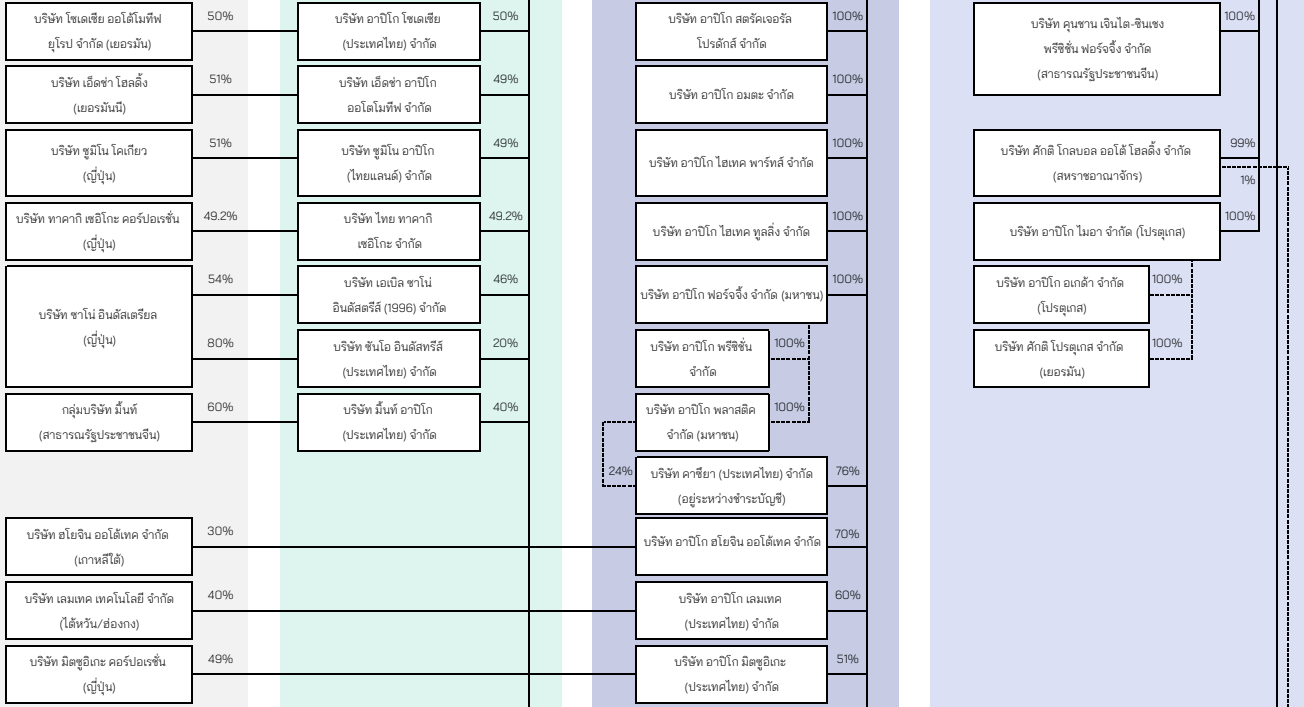 บริษัท โซเดเซีย ออโต้โมทีฟ
ยุโรป จำกัด (เยอรมัน)
50%
บริษัท อาปิโก โซเดเซีย
(ประเทศไทย) จำกัด
50%
บริษัท เอ็ดช่า โฮลดิ้ง
(เยอรมันนี)
51%
บริษัท เอ็ดช่า อาปิโก
ออโตโมทีฟ จำกัด
49%
บริษัท ซูมิโน โคเกียว
(ญี่ปุ่น)
51%
บริษัท ซูมิโน อาปิโก
(ไทยแลนด์) จำกัด
49%
บริษัท ทาคากิ เซอิโกะ คอร์ปอเรชั่น
(ญี่ปุ่น)
49.2%
บริษัท ไทย ทาคากิ
เซอิโกะ จำกัด
49.2%
บริษัท ซาโน่ อินดัสเตรียล
(ญี่ปุ่น)
54%
บริษัท เอเบิล ซาโน่
อินดัสตรีส์ (1996) จำกัด
46%
80%
บริษัท ซันโอ อินดัสทรีส์
(ประเทศไทย) จำกัด
20%
กลุ่มบริษัท มิ้นท์
(สาธารณรัฐประชาชนจีน)
60%
บริษัท มิ้นท์ อาปิโก
(ประเทศไทย) จำกัด
40%
บริษัท อาปิโก สตรัคเจอรัล
โปรดักส์ จำกัด
100%
บริษัท อาปิโก อมตะ จำกัด
100%
บริษัท อาปิโก ไฮเทค พาร์ทส์ จำกัด
100%
บริษัท อาปิโก ไฮเทค ทูลลิ่ง จำกัด
100%
บริษัท อาปิโก ฟอร์จจิ้ง จำกัด (มหาชน)
100%
บริษัท อาปิโก พรีซิชั่น
จำกัด
100%
บริษัท อาปิโก พลาสติค
จำกัด (มหาชน)
100%
24%
บริษัท คาซึยา (ประเทศไทย) จำกัด
(อยู่ระหว่างชำระบัญชี)
76%
บริษัท ฮโยจิน ออโต้เทค จำกัด
(เกาหลีใต้)
30%
บริษัท อาปิโก ฮโยจิน ออโต้เทค จำกัด
70%
บริษัท เลมเทค เทคโนโลยี จำกัด
(ไต้หวัน/ฮ่องกง)
40%
บริษัท อาปิโก เลมเทค
(ประเทศไทย) จำกัด
60%
บริษัท มิตซูอิเกะ คอร์ปอเรชั่น
(ญี่ปุ่น)
49%
บริษัท อาปิโก มิตซูอิเกะ
(ประเทศไทย) จำกัด
51%
บริษัท คุนซาน เจินไต-ซินเชง
พรีซิชั่น ฟอร์จจิ้ง จำกัด
(สาธารณรัฐประชาชนจีน)
100%
บริษัท ศักติ โกลบอล ออโต้ โฮลดิ้ง จำกัด
(สหราชอาณาจักร)
99%
1%
บริษัท อาปิโก ไมอา จำกัด (โปรตุเกส)
100%
บริษัท อาปิโก อเกด้า จำกัด
(โปรตุเกส)
100%
บริษัท ศักติ โปรตุเกส จำกัด
(เยอรมัน)
100%